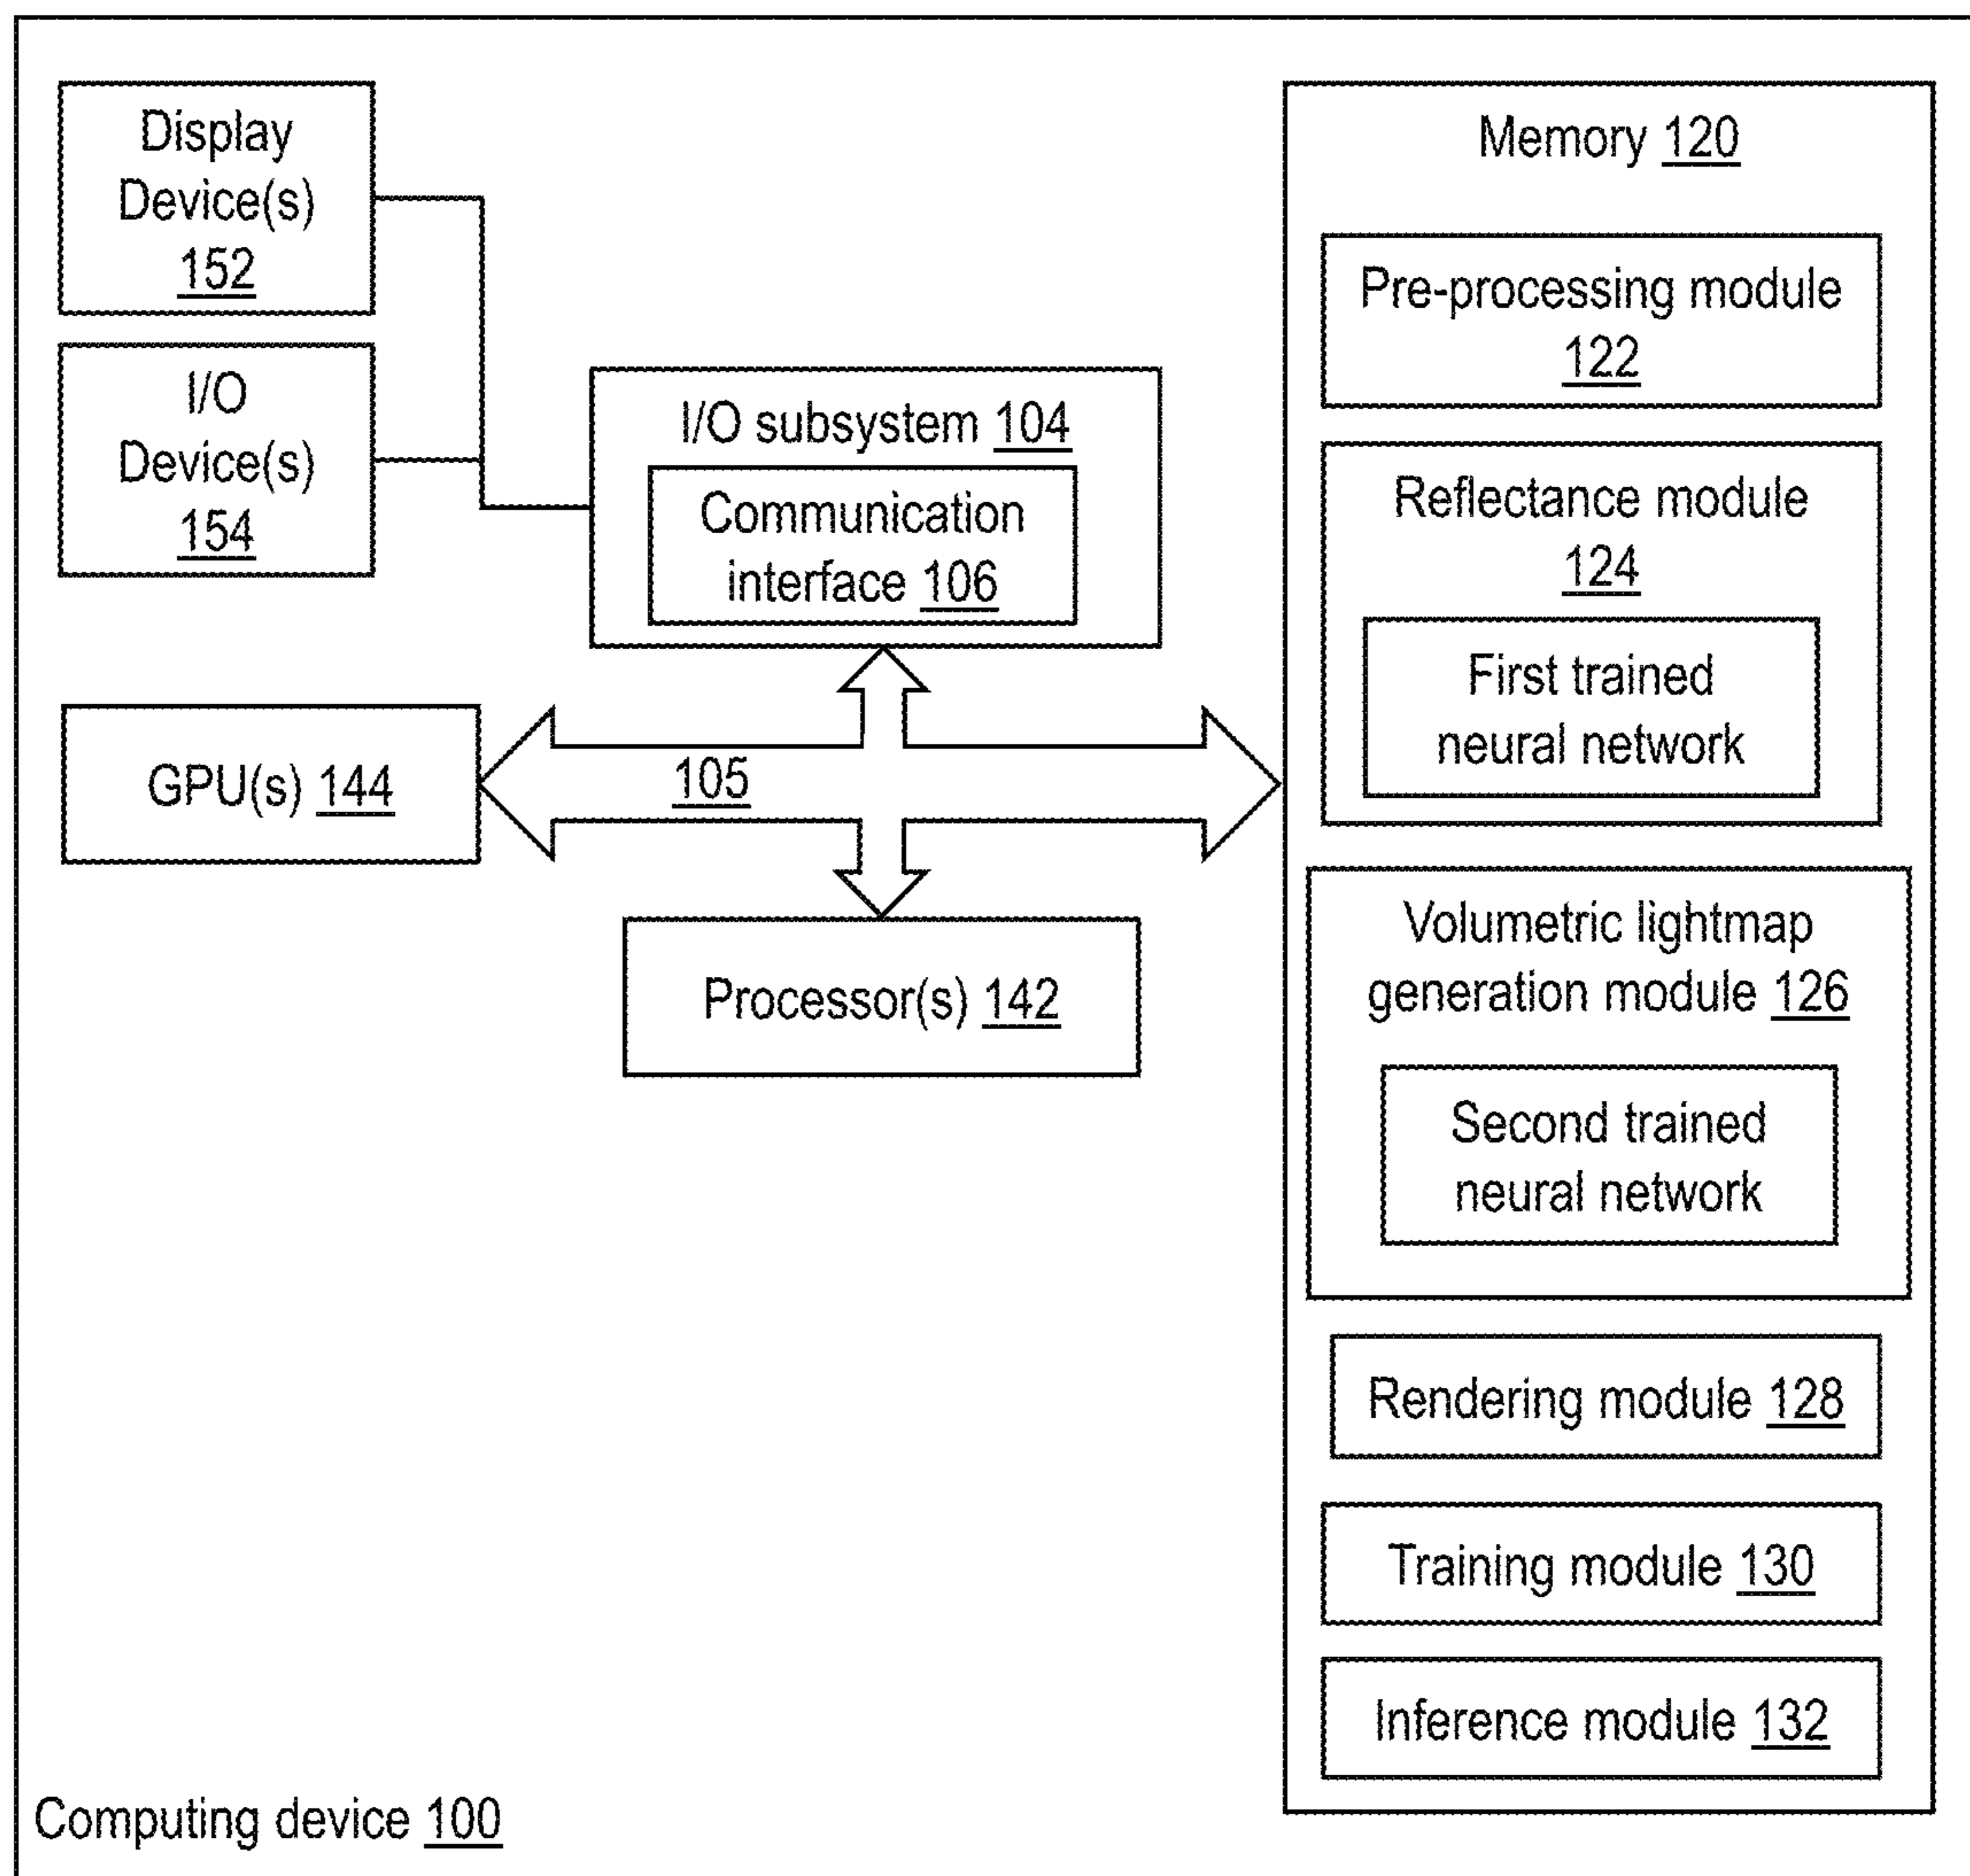 Display
Device(s)
152
I/O
Device(s)
154
I/O subsystem 104
Communication
interface 106
GPU(s) 144
105
Processor(s) 142
Memory 120
Pre-processing module
122
Reflectance module
124
First trained
neural network
Volumetric lightmap
generation module 126
Second trained
neural network
Rendering module 128
Training module 130
Inference module 132
Computing device 100